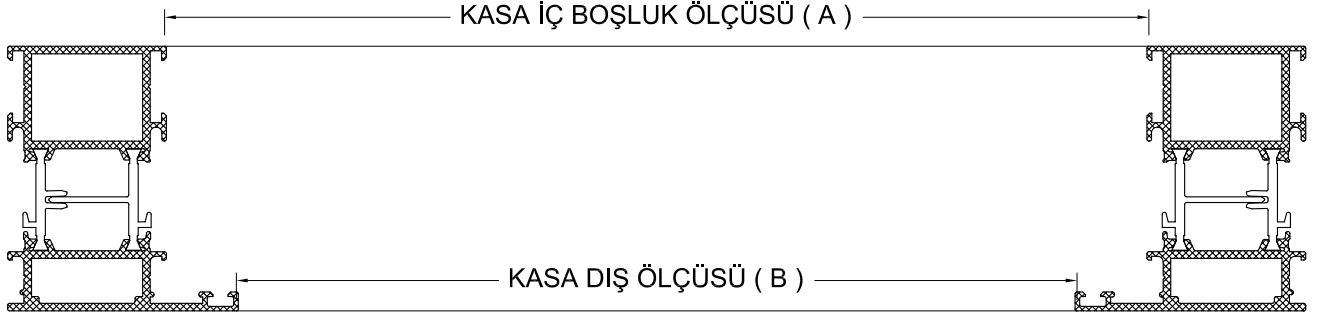 KASA İÇ BOŞLUK ÖLÇÜSÜ ( A )
KASA DIŞ ÖLÇÜSÜ ( B )